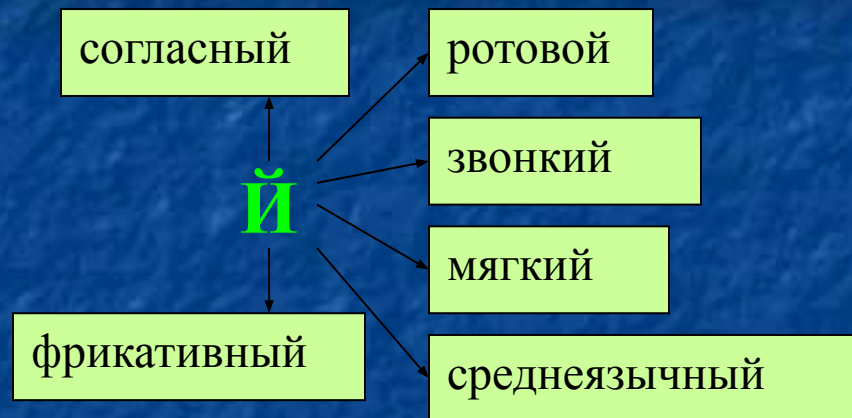 согласный
ротовой
звонкий
Й
мягкий
фрикативный
среднеязычный